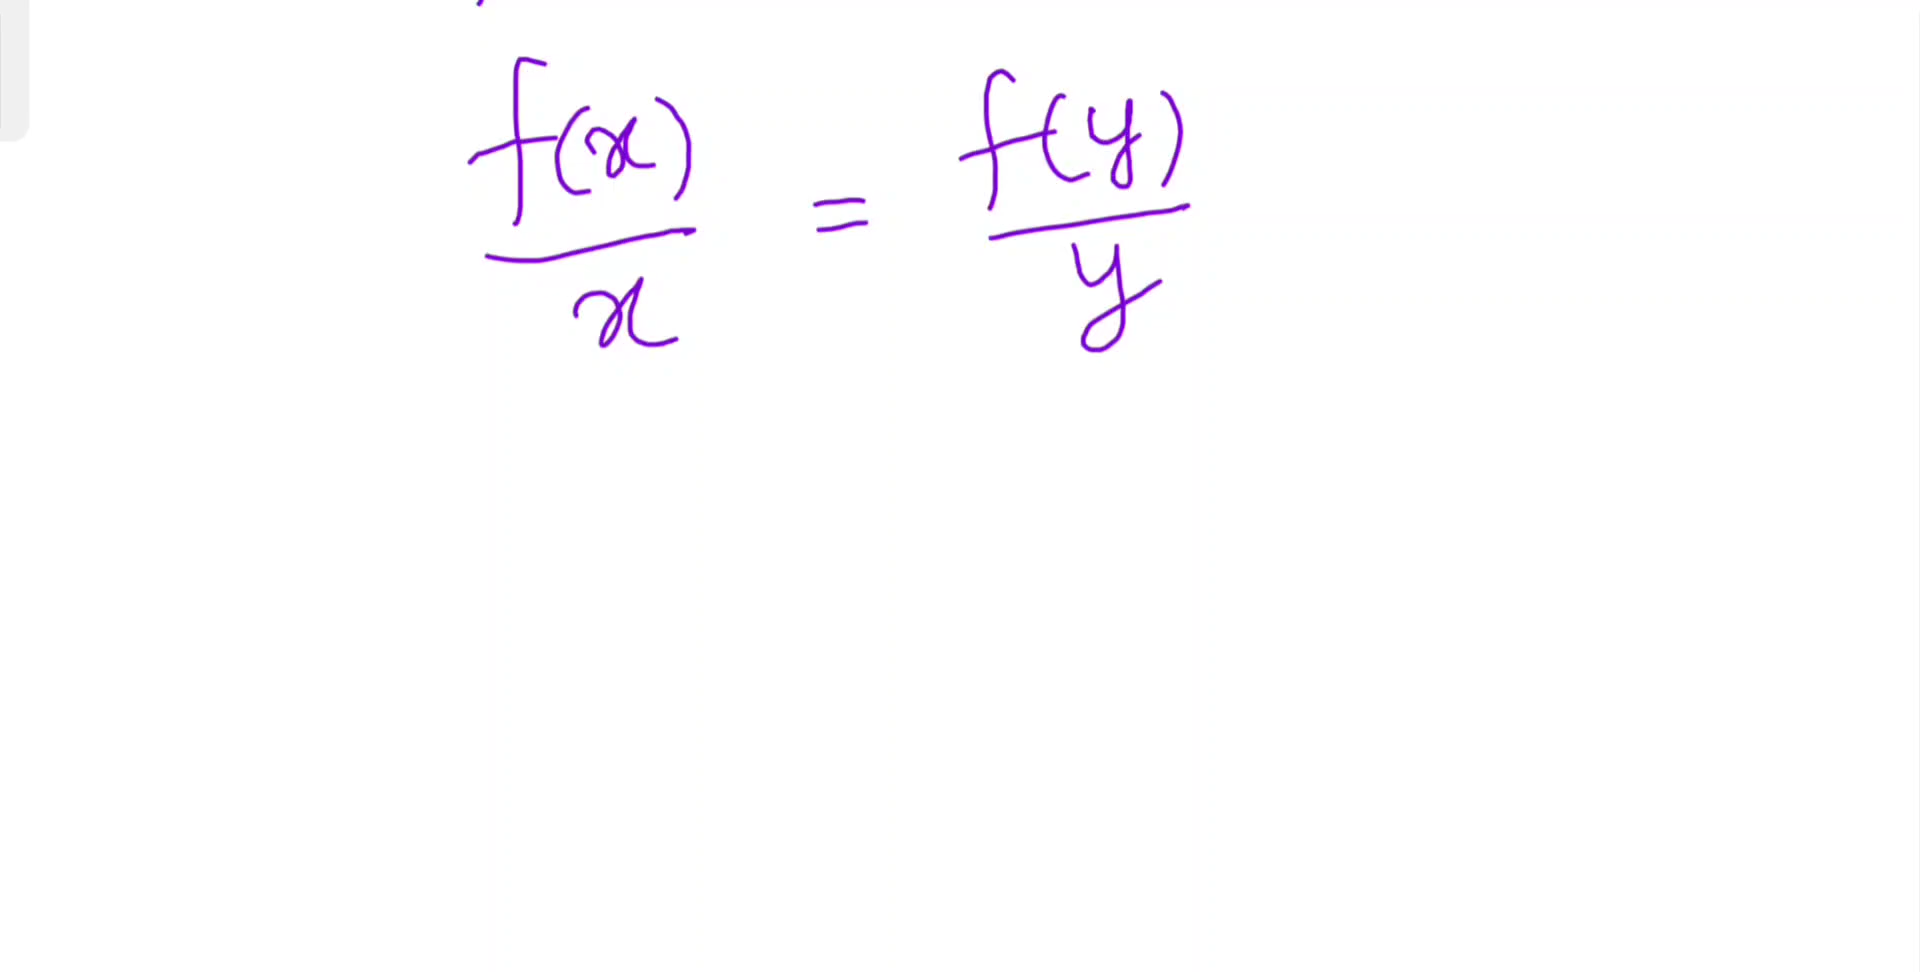 f(x)/x = f(y)/y